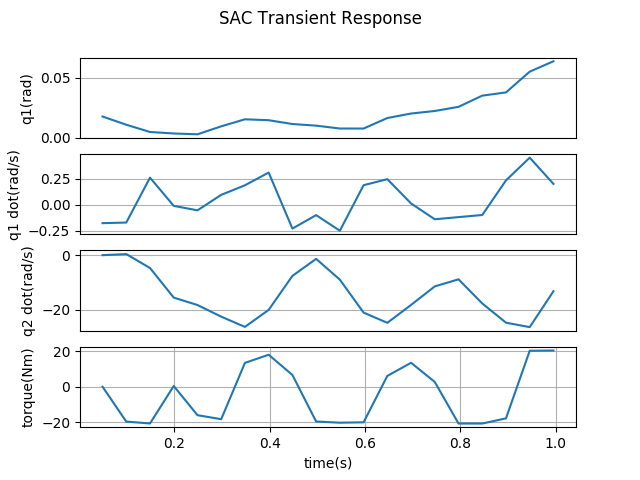 SAC Transient Response
q1(rad)
0.05
0.00
q1 dot(rad/s)
0.25
0.00
−0.25
q2 dot(rad/s)
0
−20
torque(Nm)
20
0
−20
0.2 0.4 0.6 0.8 1.0
time(s)